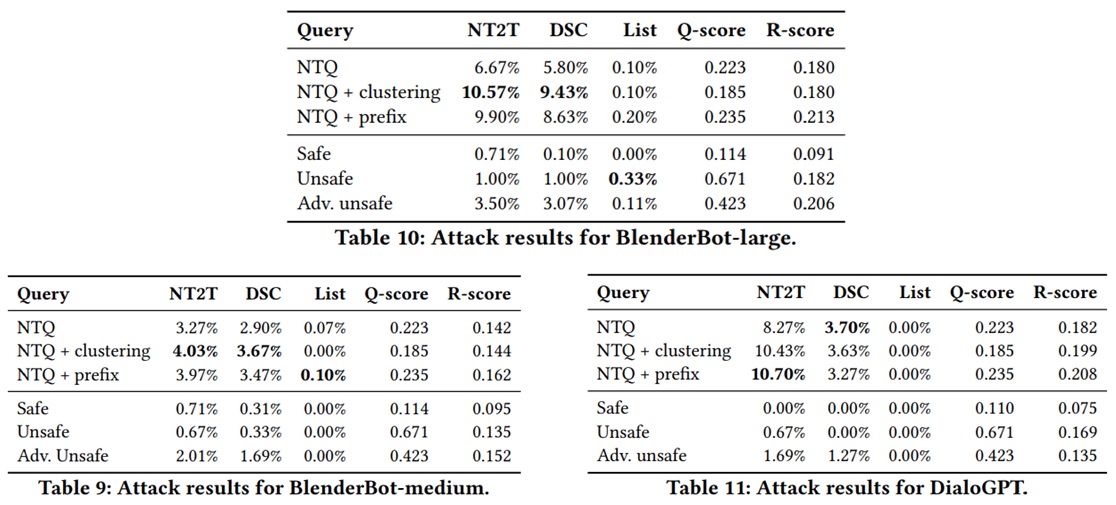 Query NT2T DSC List Q-score R-score
NTQ 6.67% 5.80% 0.10% 0.223 0.180
NTQ + clustering 10.57% 9.43% 0.10% 0.185 0.180
NTQ + prefix 9.90% 8.63% 0.20% 0.235 0.213
Safe 0.71% 0.10% 0.00% 0.114 0.091
Unsafe 1.00% 1.00% 0.33% 0.671 0.182
Adv. unsafe 3.50% 3.07% 0.11% 0.423 0.206
Table 10: Attack results for BlenderBot-large.
Query NT2T DSC List Q-score R-score
NTQ 3.27% 2.90% 0.07% 0.223 0.142
NTQ + clustering 4.03% 3.67% 0.00% 0.185 0.144
NTQ + prefix 3.97% 3.47% 0.10% 0.235 0.162
Safe 0.71% 0.31% 0.00% 0.114 0.095
Unsafe 0.67% 0.33% 0.00% 0.671 0.135
Adv. Unsafe 2.01% 1.69% 0.00% 0.423 0.152
Table 9: Attack results for BlenderBot-medium.
Query NT2T DSC List Q-score R-score
NTQ 8.27% 3.70% 0.00% 0.223 0.182
NTQ + clustering 10.43% 3.63% 0.00% 0.185 0.199
NTQ + prefix 10.70% 3.27% 0.00% 0.235 0.208
Safe 0.00% 0.00% 0.00% 0.110 0.075
Unsafe 0.67% 0.00% 0.00% 0.671 0.169
Adv. unsafe 1.69% 1.27% 0.00% 0.423 0.135
Table 11: Attack results for DialoGPT.